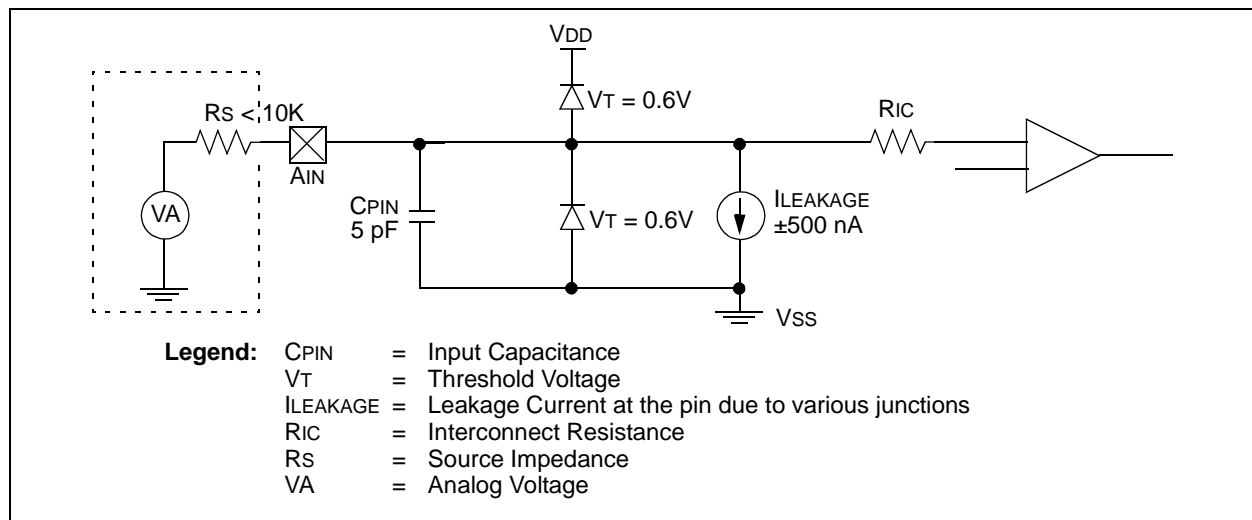 VDD
VT = 0.6V
RS < 10K
RIC
AIN
VA
CPIN
5 pF
VT = 0.6V
ILEAKAGE
±500 nA
VSS
Legend: CPIN = Input Capacitance
VT = Threshold Voltage
ILEAKAGE = Leakage Current at the pin due to various junctions
RIC = Interconnect Resistance
RS = Source Impedance
VA = Analog Voltage